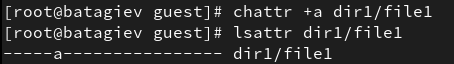 [root@batagiev guest]# chattr +a dir1/file1
[root@batagiev guest]# lsattr dir1/file1
-----a---------------- dir1/file1